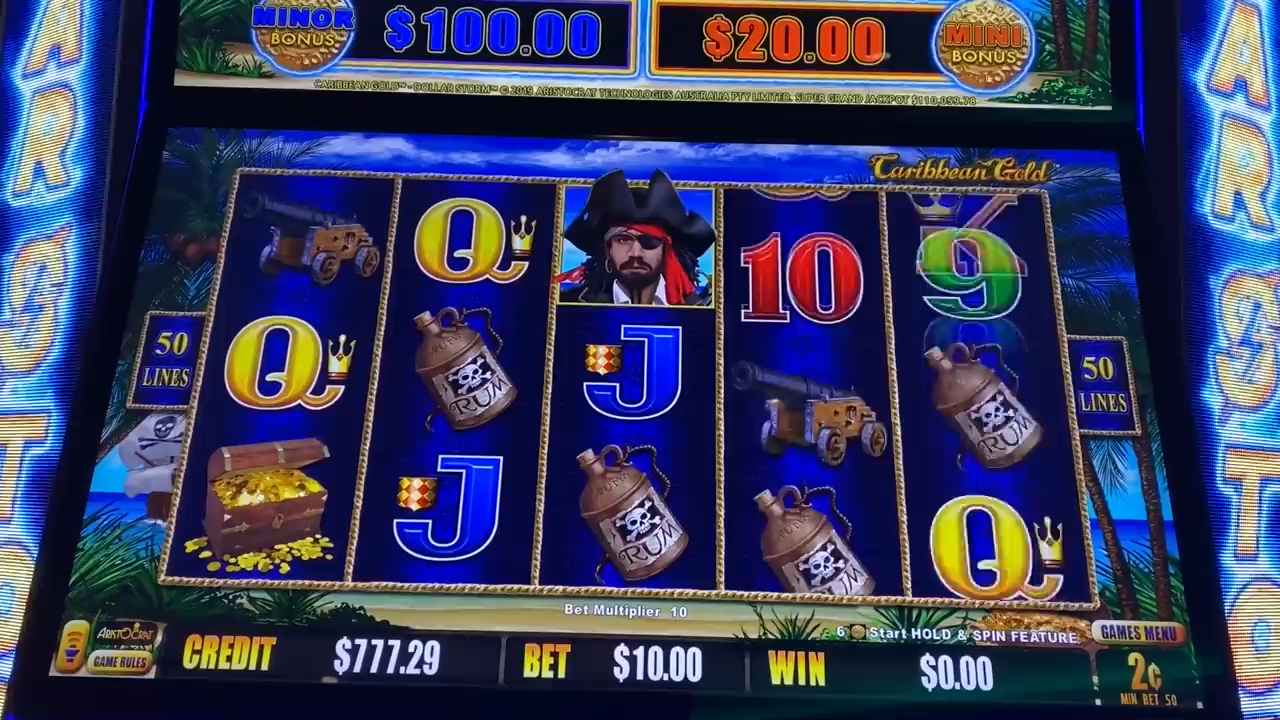 MINOR
BONUS
$100.00
$20.00
MINI
BONUS
CARIBBEAN GOLD™ - DOLLAR STORM™ © 2019 ARISTOCRAT TECHNOLOGIES AUSTRALIA PTY LIMITED. SUPER GRAND JACKPOT $110,059.78
Caribbean Gold
Q
10
9
50
LINES
Q
RUM
J
RUM
50
LINES
J
RUM
RUM
Q
Bet Multiplier 10
6 Start HOLD & SPIN FEATURE
ARISTOCRAT
GAME RULES
CREDIT $777.29
BET $10.00
WIN $0.00
GAMES MENU
2¢
MIN BET 50